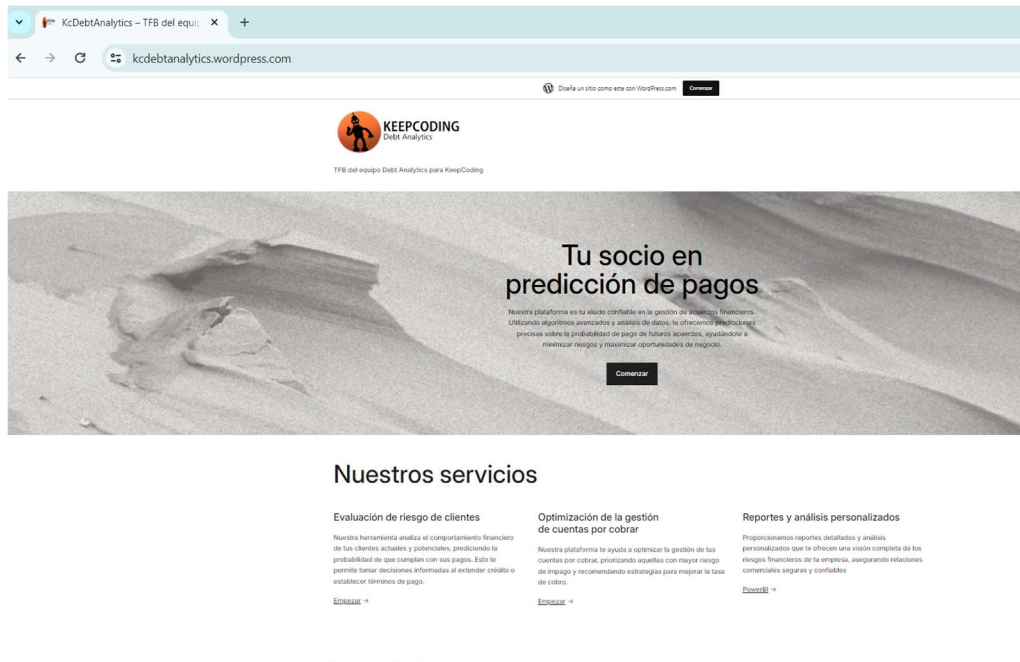 KcDebtAnalytics – TFB del equi
kcdebtanalytics.wordpress.com
Diseña un sitio como este con WordPress.com
Comenzar
KEEPCODING
Debt Analytics
TFB del equipo Debt Analytics para KeepCoding
Tu socio en
predicción de pagos
Nuestra plataforma es tu aliado confiable en la gestión de acuerdos financieros.
Utilizando algoritmos avanzados y análisis de datos, te ofrecemos predicciones
precisas sobre la probabilidad de pago de futuros acuerdos, ayudándote a
minimizar riesgos y maximizar oportunidades de negocio.
Comenzar
Nuestros servicios
Evaluación de riesgo de clientes
Nuestra herramienta analiza el comportamiento financiero
de tus clientes actuales y potenciales, prediciendo la
probabilidad de que cumplan con sus pagos. Esto te
permite tomar decisiones informadas al extender crédito o
establecer términos de pago.
Empezar →
Optimización de la gestión
de cuentas por cobrar
Nuestra plataforma te ayuda a optimizar la gestión de tus
cuentas por cobrar, priorizando aquellas con mayor riesgo
de impago y recomendando estrategias para mejorar la tasa
de cobro.
Empezar →
Reportes y análisis personalizados
Proporcionamos reportes detallados y análisis
personalizados que te ofrecen una visión completa de los
riesgos financieros de tu empresa, asegurando relaciones
comerciales seguras y confiables
PowerBI →